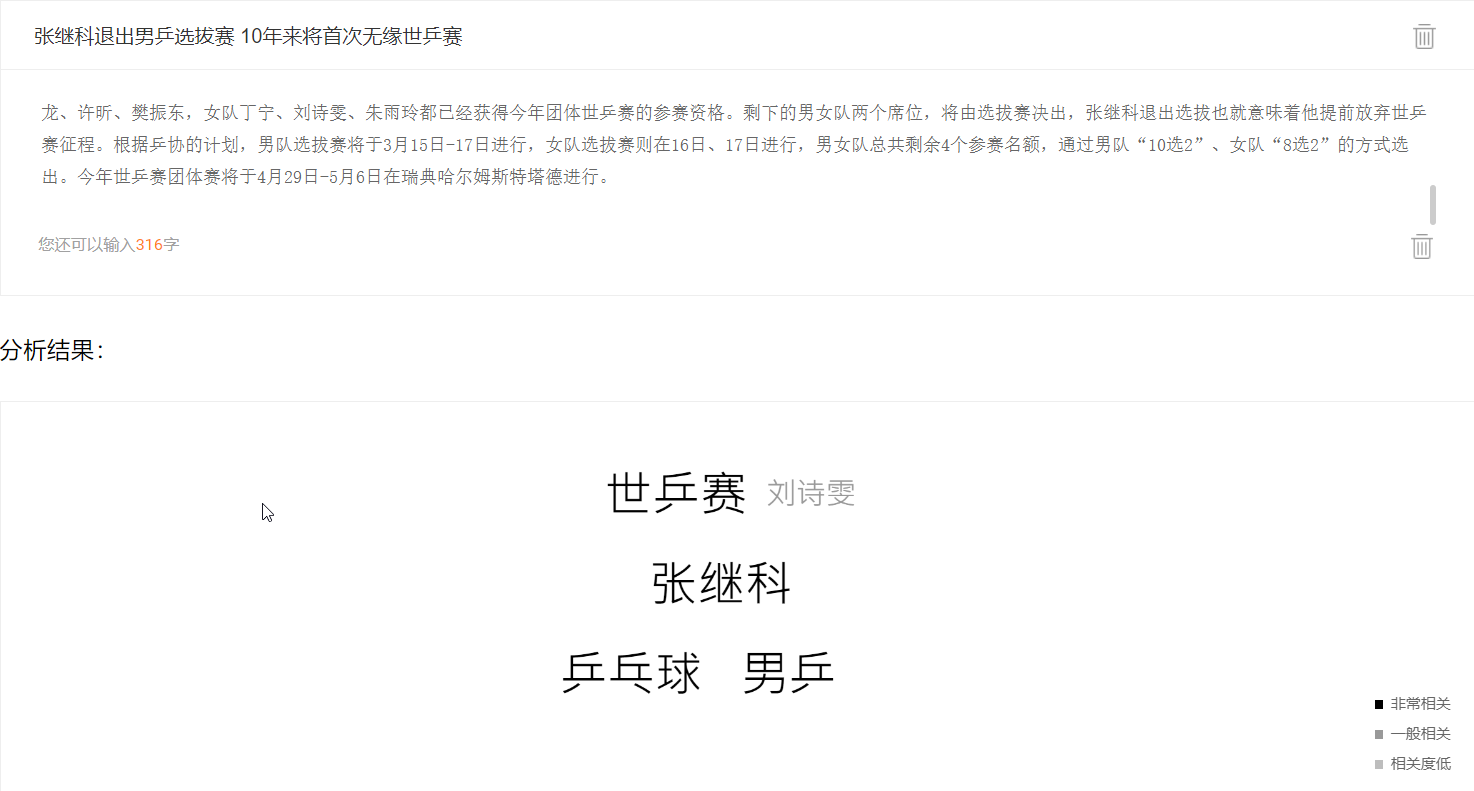 张继科退出男乒选拔赛 10年来将首次无缘世乒赛
龙、许昕、樊振东，女队丁宁、刘诗雯、朱雨玲都已经获得今年团体世乒赛的参赛资格。剩下的男女队两个席位，将由选拔赛决出，张继科退出选拔也就意味着他提前放弃世乒
赛征程。根据乒协的计划，男队选拔赛将于3月15日-17日进行，女队选拔赛则在16日、17日进行，男女队总共剩余4个参赛名额，通过男队“10选2”、女队“8选2”的方式选
出。今年世乒赛团体赛将于4月29日-5月6日在瑞典哈尔姆斯特塔德进行。
您还可以输入316字
分析结果：
世乒赛 刘诗雯
张继科
乒乓球 男乒
非常相关
一般相关
相关度低